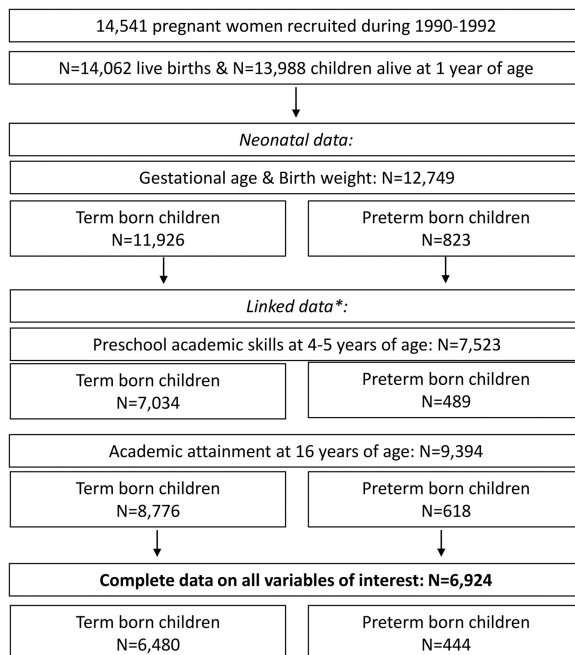 14,541 pregnant women recruited during 1990-1992
N=14,062 live births & N=13,988 children alive at 1 year of age
Neonatal data:
Gestational age & Birth weight: N=12,749
Term born children
N=11,926
Preterm born children
N=823
Linked data*:
Preschool academic skills at 4-5 years of age: N=7,523
Term born children
N=7,034
Preterm born children
N=489
Academic attainment at 16 years of age: N=9,394
Term born children
N=8,776
Preterm born children
N=618
Complete data on all variables of interest: N=6,924
Term born children
N=6,480
Preterm born children
N=444